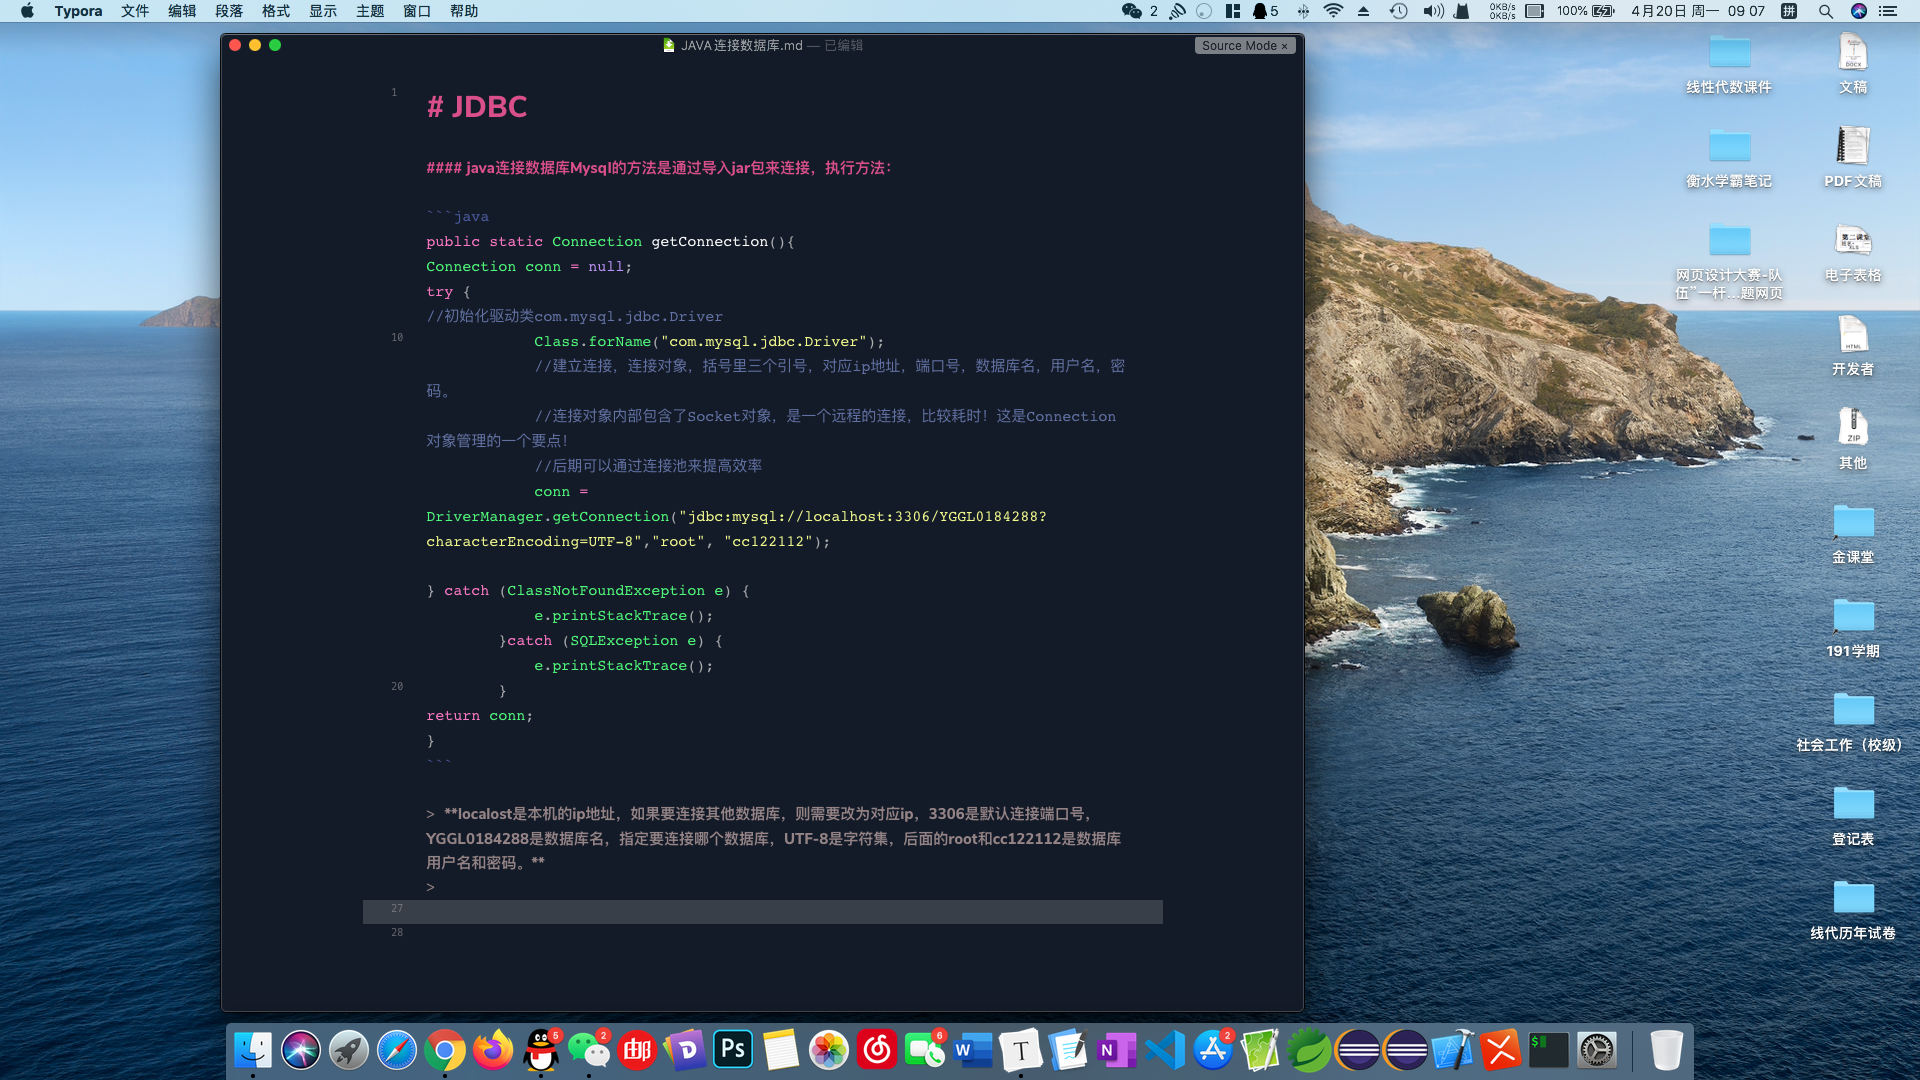 Typora 文件 编辑 段落 格式 显示 主题 窗口 帮助 2 5 0KB/s 0KB/s 100% 4月20日 周一 09 07 拼
JAVA 连接数据库.md — 已编辑
Source Mode ×
1 # JDBC
#### java连接数据库Mysql的方法是通过导入jar包来连接，执行方法：
```java
public static Connection getConnection(){
Connection conn = null;
try {
//初始化驱动类com.mysql.jdbc.Driver
10 Class.forName("com.mysql.jdbc.Driver");
//建立连接，连接对象，括号里三个引号，对应ip地址，端口号，数据库名，用户名，密
码。
//连接对象内部包含了Socket对象，是一个远程的连接，比较耗时！这是Connection
对象管理的一个要点！
//后期可以通过连接池来提高效率
conn =
DriverManager.getConnection("jdbc:mysql://localhost:3306/YGGL0184288?
characterEncoding=UTF-8","root", "cc122112");
} catch (ClassNotFoundException e) {
e.printStackTrace();
}catch (SQLException e) {
e.printStackTrace();
20 }
return conn;
}
```
> **localost是本机的ip地址，如果要连接其他数据库，则需要改为对应ip，3306是默认连接端口号，
YGGL0184288是数据库名，指定要连接哪个数据库，UTF-8是字符集，后面的root和cc122112是数据库
用户名和密码。**
>
27
28
线性代数课件
衡水学霸笔记
网页设计大赛-队
伍“一杆...题网页
DOCX
文稿
PDF 文稿
第二课堂
XLS
电子表格
HTML
开发者
ZIP
其他
金课堂
191学期
社会工作（校级）
登记表
线代历年试卷
5 2 邮 D Ps 6 W T N 2 $